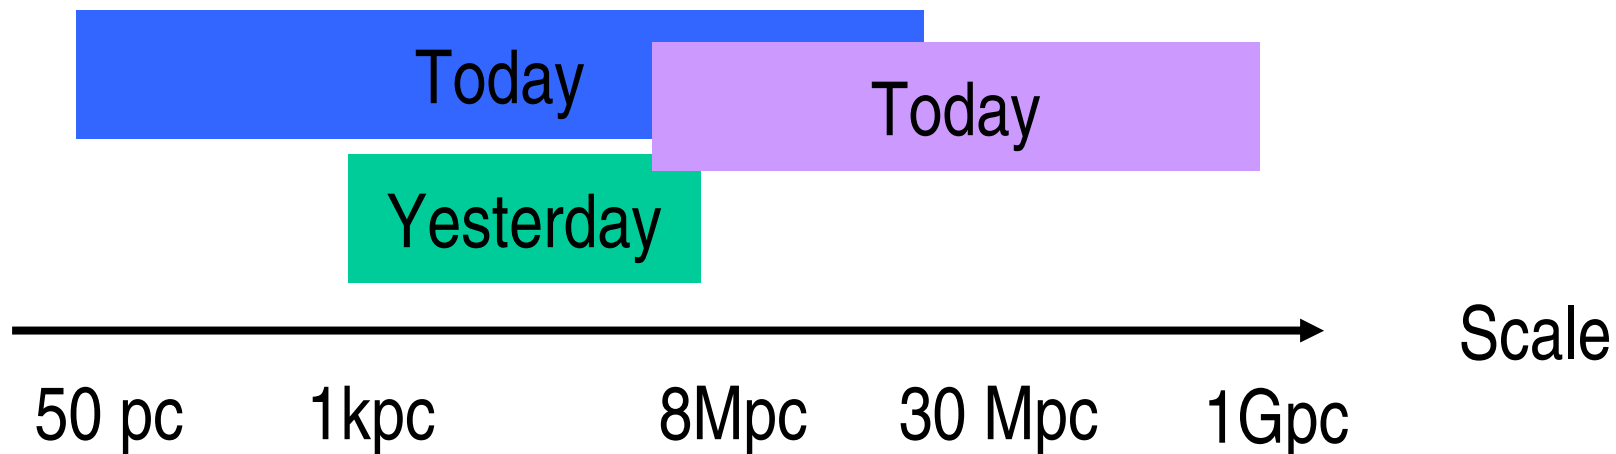 Today
Today
Yesterday
Scale
50 pc 1kpc 8Mpc 30 Mpc 1Gpc